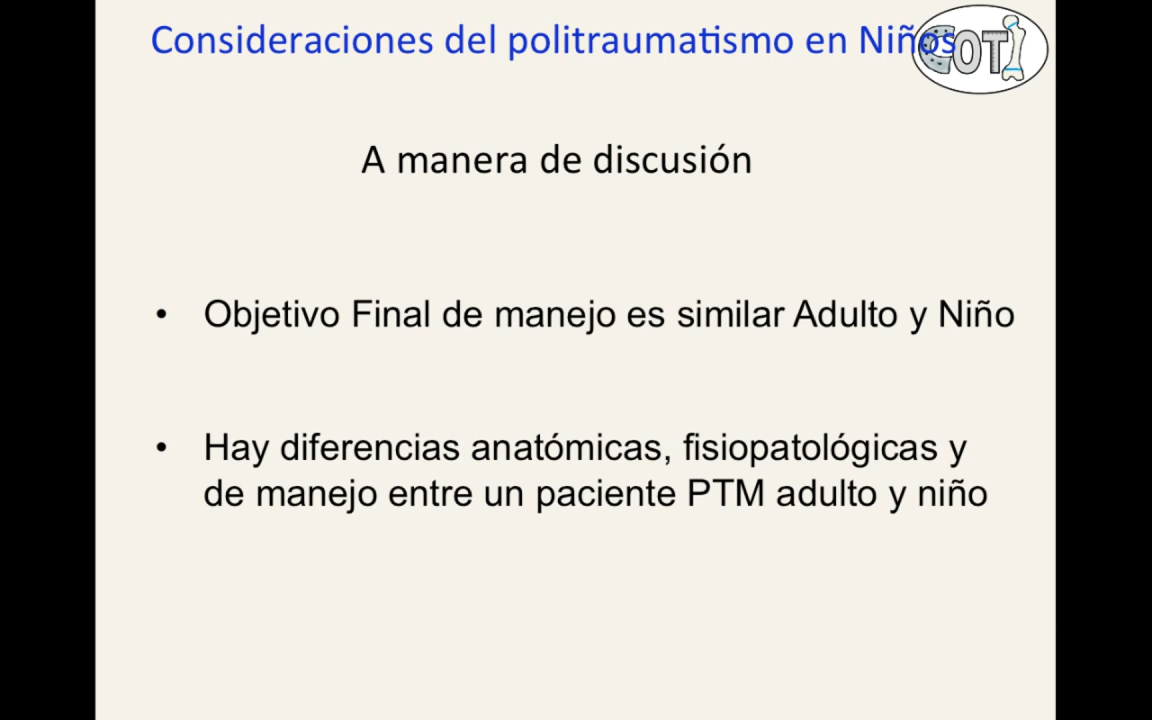 Consideraciones del politraumatismo en Niños
COTI
A manera de discusión
• Objetivo Final de manejo es similar Adulto y Niño
• Hay diferencias anatómicas, fisiopatológicas y
de manejo entre un paciente PTM adulto y niño